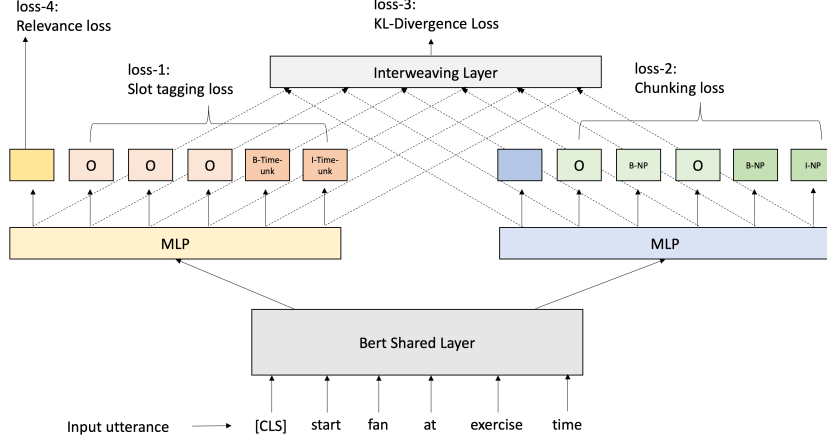 loss-4:
Relevance loss
loss-3:
KL-Divergence Loss
Interweaving Layer
loss-1:
Slot tagging loss
loss-2:
Chunking loss
O
O
O
B-Time-
unk
I-Time-
unk
O
B-NP
O
B-NP
I-NP
MLP
MLP
Bert Shared Layer
Input utterance
[CLS]
start
fan
at
exercise
time